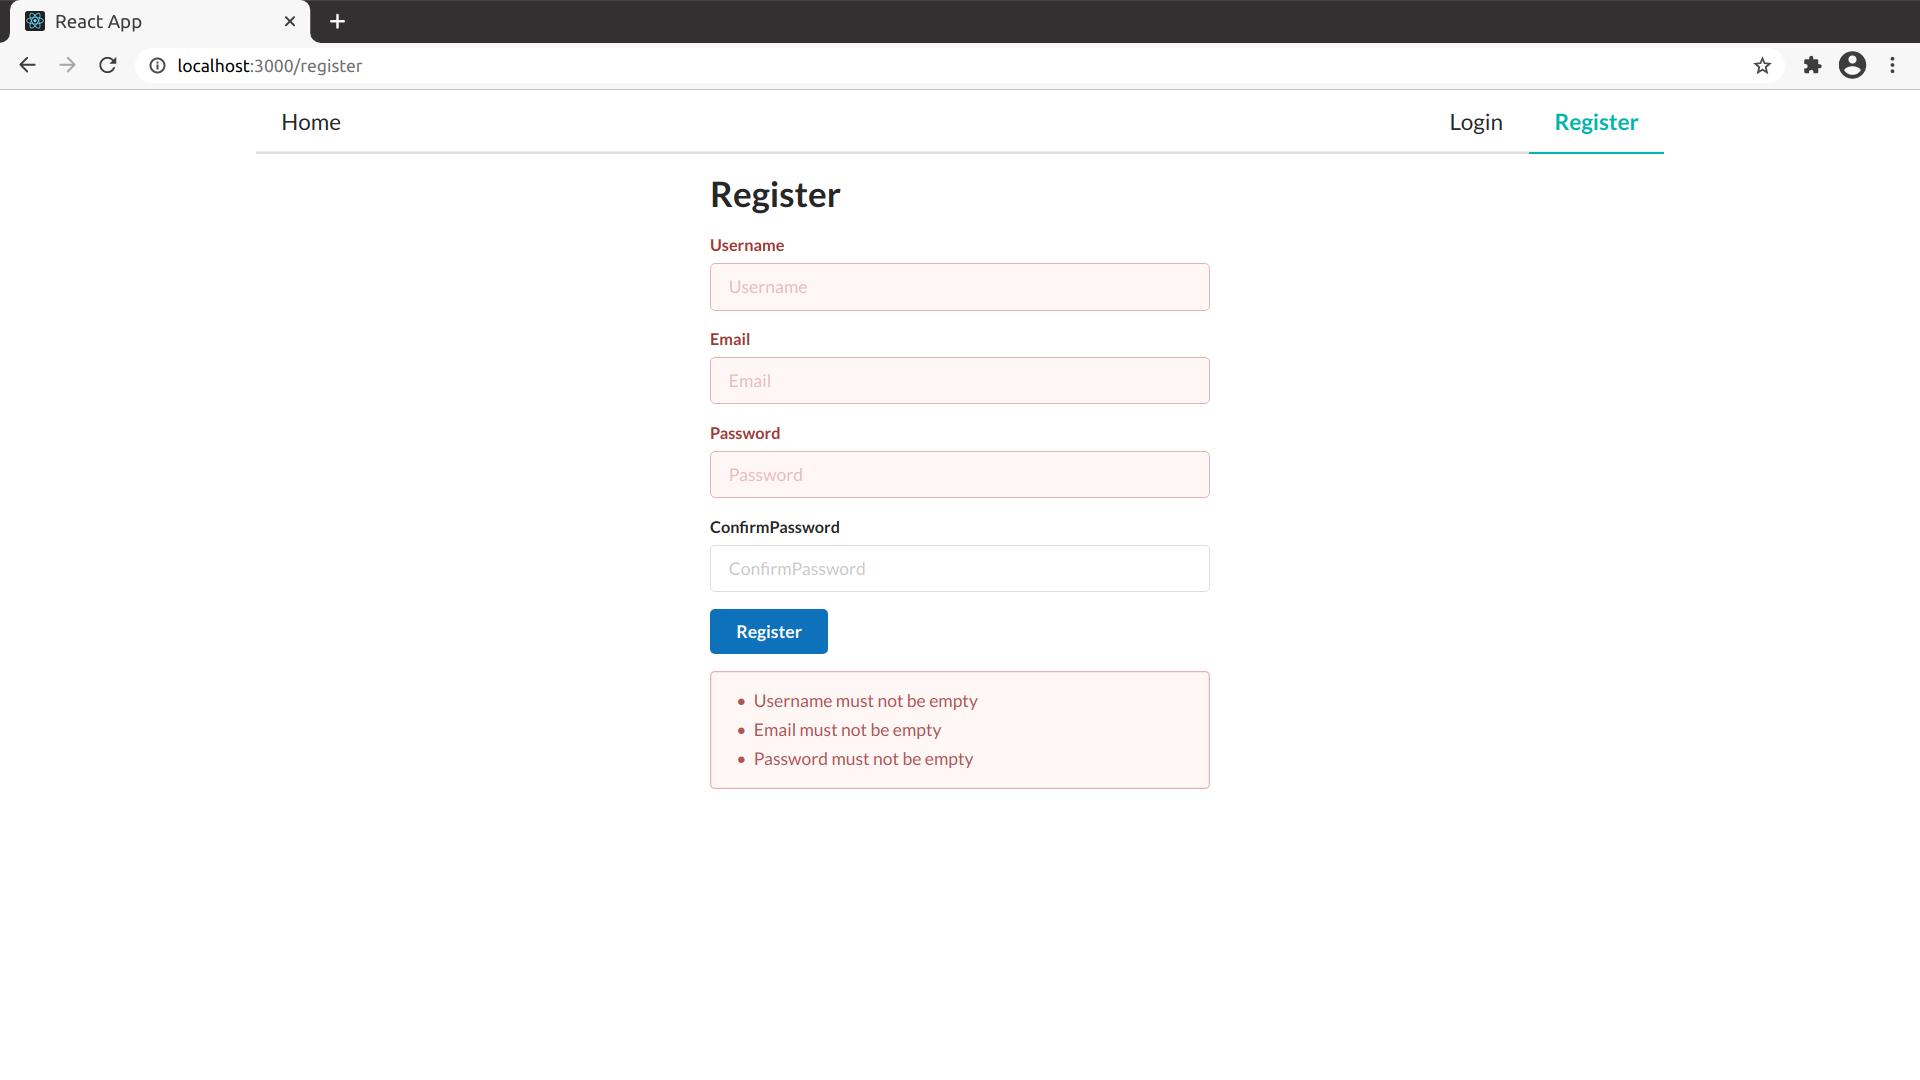 React App
localhost:3000/register
Home
Login
Register
Register
Username
Username
Email
Email
Password
Password
ConfirmPassword
ConfirmPassword
Register
Username must not be empty
Email must not be empty
Password must not be empty